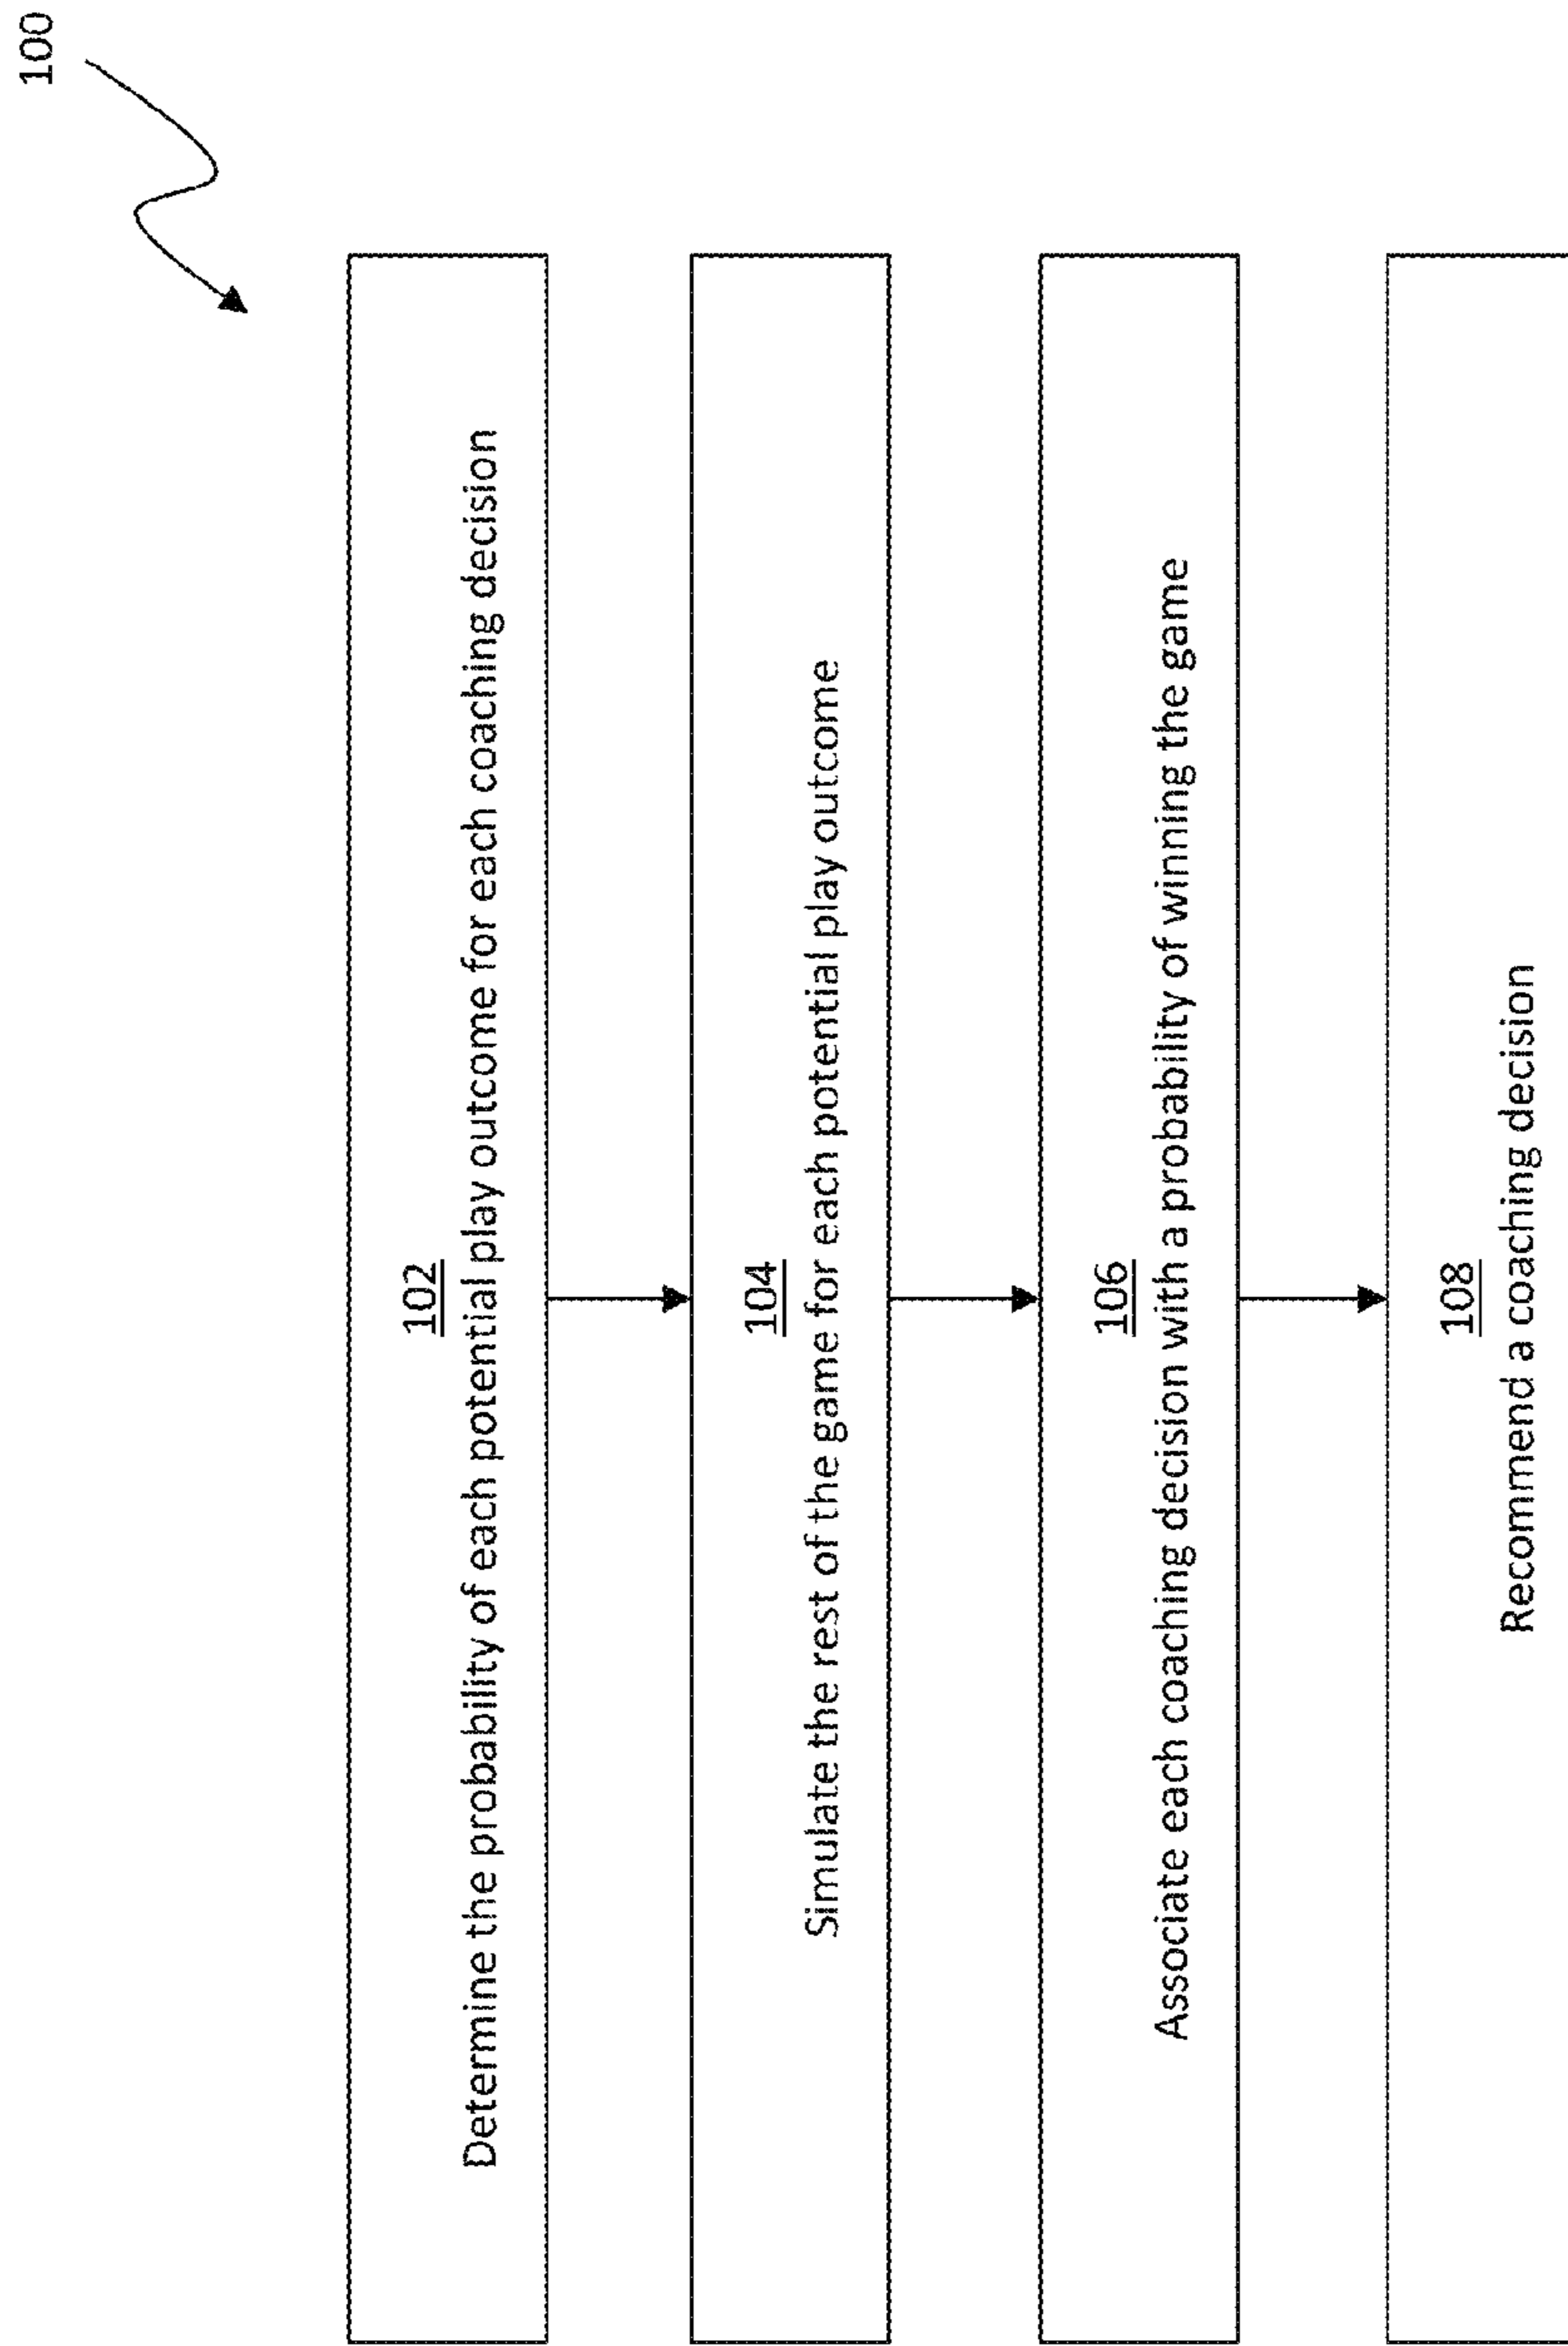 100
102
Determine the probability of each potential play outcome for each coaching decision
104
Simulate the rest of the game for each potential play outcome
106
Associate each coaching decision with a probability of winning the game
108
Recommend a coaching decision